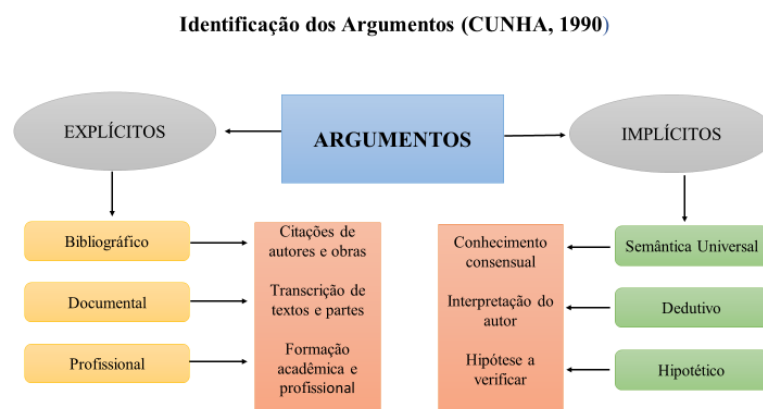 Identificação dos Argumentos (CUNHA, 1990)
EXPLÍCITOS
ARGUMENTOS
IMPLÍCITOS
Bibliográfico
Citações de
autores e obras
Documental
Transcrição de
textos e partes
Profissional
Formação
acadêmica e
profissional
Conhecimento
consensual
Semântica Universal
Interpretação do
autor
Dedutivo
Hipótese a
verificar
Hipotético